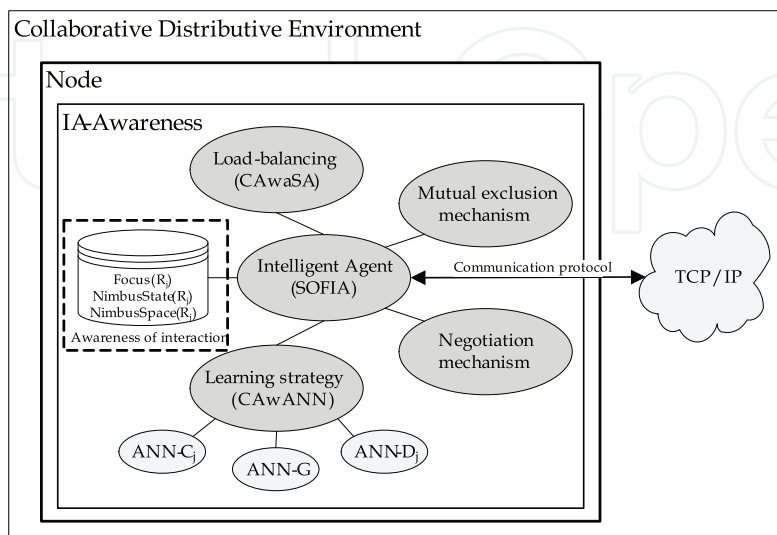 Collaborative Distributive Environment
Node
IA-Awareness
Load-balancing
(CAwaSA)
Mutual exclusion
mechanism
Focus(Rj)
NimbusState(Rj)
NimbusSpace(Rj)
Awareness of interaction
Intelligent Agent
(SOFIA)
Communication protocol
TCP/IP
Negotiation
mechanism
Learning strategy
(CAwANN)
ANN-Cj
ANN-G
ANN-Dj